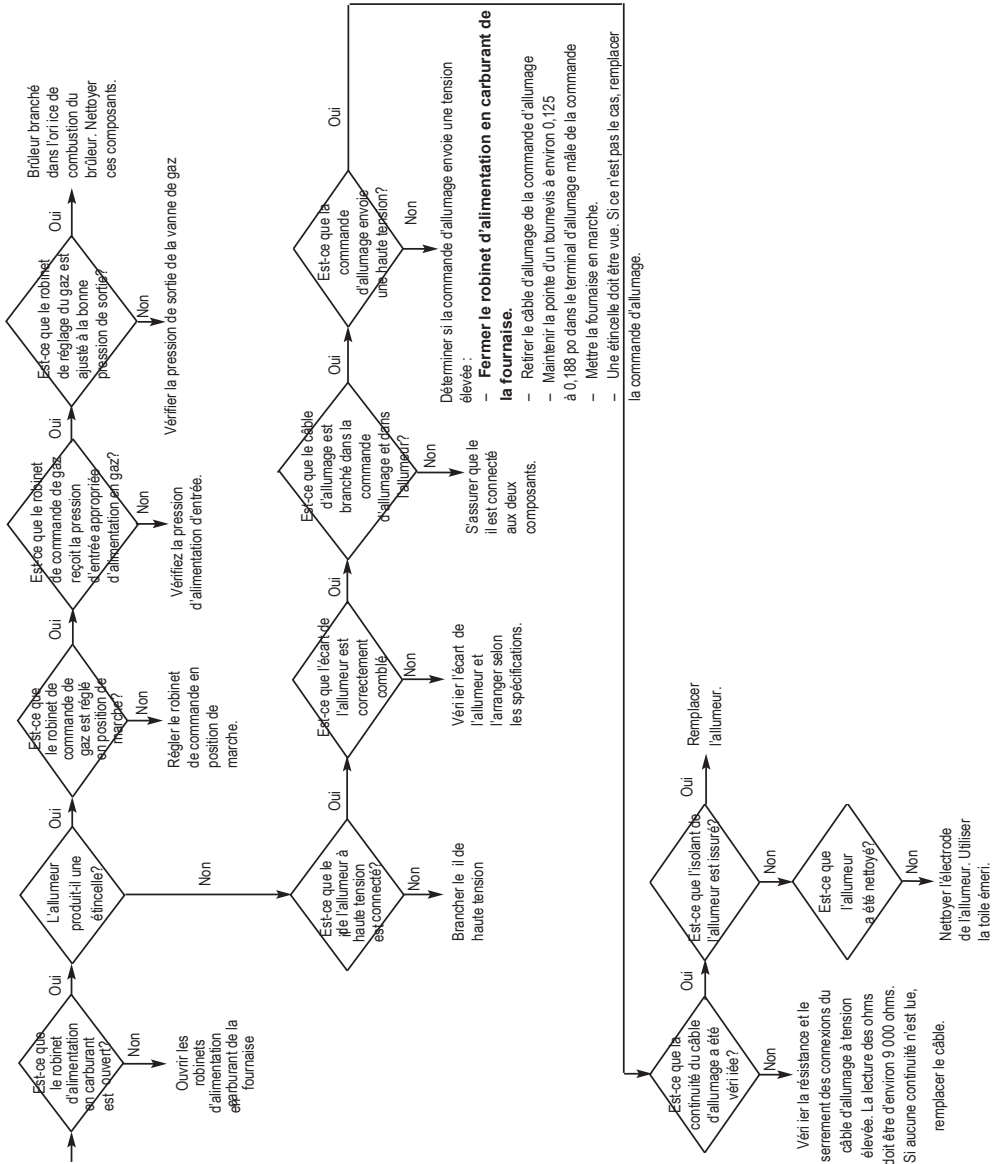 Est-ce que
le robinet
d'alimentation
en carburant
est ouvert?
Oui
Non
Ouvrir les
robinets
d'alimentation
carburant de la
fournaise
L'allumeur
produit-il une
étincelle?
Oui
Non
Est-ce que
le robinet de
commande de
gaz est réglé
en position de
marche?
Oui
Non
Régler le robinet
de commande en
position de
marche.
Est-ce que le robinet
de commande de gaz
reçoit la pression
d'entrée appropriée
d'alimentation en gaz?
Oui
Non
Vérifiez la pression
d'alimentation d'entrée.
Est-ce que le robinet
de réglage du gaz est
ajusté à la bonne
pression de sortie?
Oui
Non
Vérifier la pression de sortie de la vanne de gaz
Brûleur branché
dans l'ori ice de
combustion du
brûleur. Nettoyer
ces composants.
Est-ce que le
il de l'allumeur à
haute tension
est connecté?
Oui
Non
Brancher le il de
haute tension
Est-ce que l'écart de
l'allumeur est
correctement
comblé
Oui
Non
Véri ier l'écart de
l'allumeur et
l'arranger selon
les spécifications.
Est-ce que le câble
d'allumage est
branché dans la
commande
d'allumage et dans
l'allumeur?
Oui
Non
S'assurer que le
il est connecté
aux deux
composants.
Est-ce que la
commande
d'allumage envoie
une haute tension?
Oui
Non
Déterminer si la commande d'allumage envoie une tension
élevée :
– Fermer le robinet d'alimentation en carburant de
la fournaise.
– Retirer le câble d'allumage de la commande d'allumage
– Maintenir la pointe d'un tournevis à environ 0,125
à 0,188 po dans le terminal d'allumage mâle de la commande
– Mettre la fournaise en marche.
– Une étincelle doit être vue. Si ce n'est pas le cas, remplacer
la commande d'allumage.
Est-ce que la
continuité du câble
d'allumage a été
véri iée?
Oui
Non
Véri ier la résistance et le
serrement des connexions du
câble d'allumage à tension
élevée. La lecture des ohms
doit être d'environ 9 000 ohms.
Si aucune continuité n'est lue,
remplacer le câble.
Est-ce que l'isolant de
l'allumeur est issuré?
Oui
Non
Remplacer
l'allumeur.
Est-ce que
l'allumeur
a été nettoyé?
Non
Nettoyer l'électrode
de l'allumeur. Utiliser
la toile émeri.